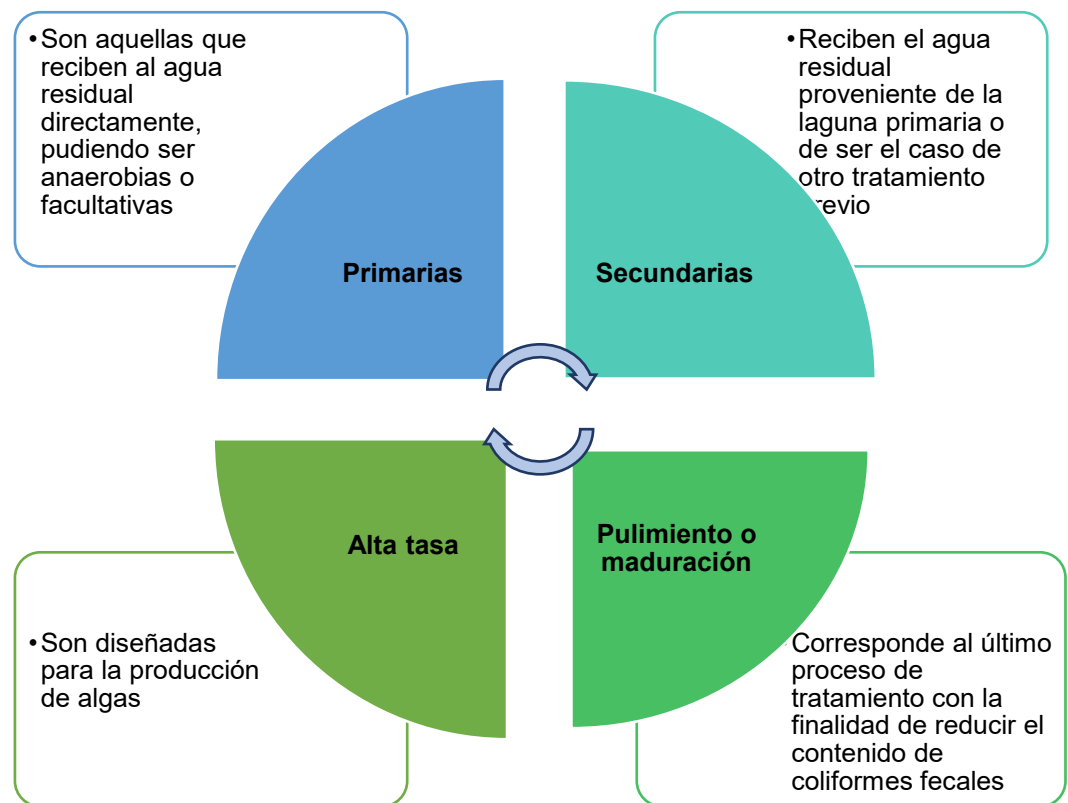 •Son aquellas que
reciben al agua
residual
directamente,
pudiendo ser
anaerobias o
facultativas
Primarias
•Reciben el agua
residual
proveniente de la
laguna primaria o
de ser el caso de
otro tratamiento
previo
Secundarias
Alta tasa
•Son diseñadas
para la producción
de algas
Pulimiento o
maduración
Corresponde al último
proceso de
tratamiento con la
finalidad de reducir el
contenido de
coliformes fecales